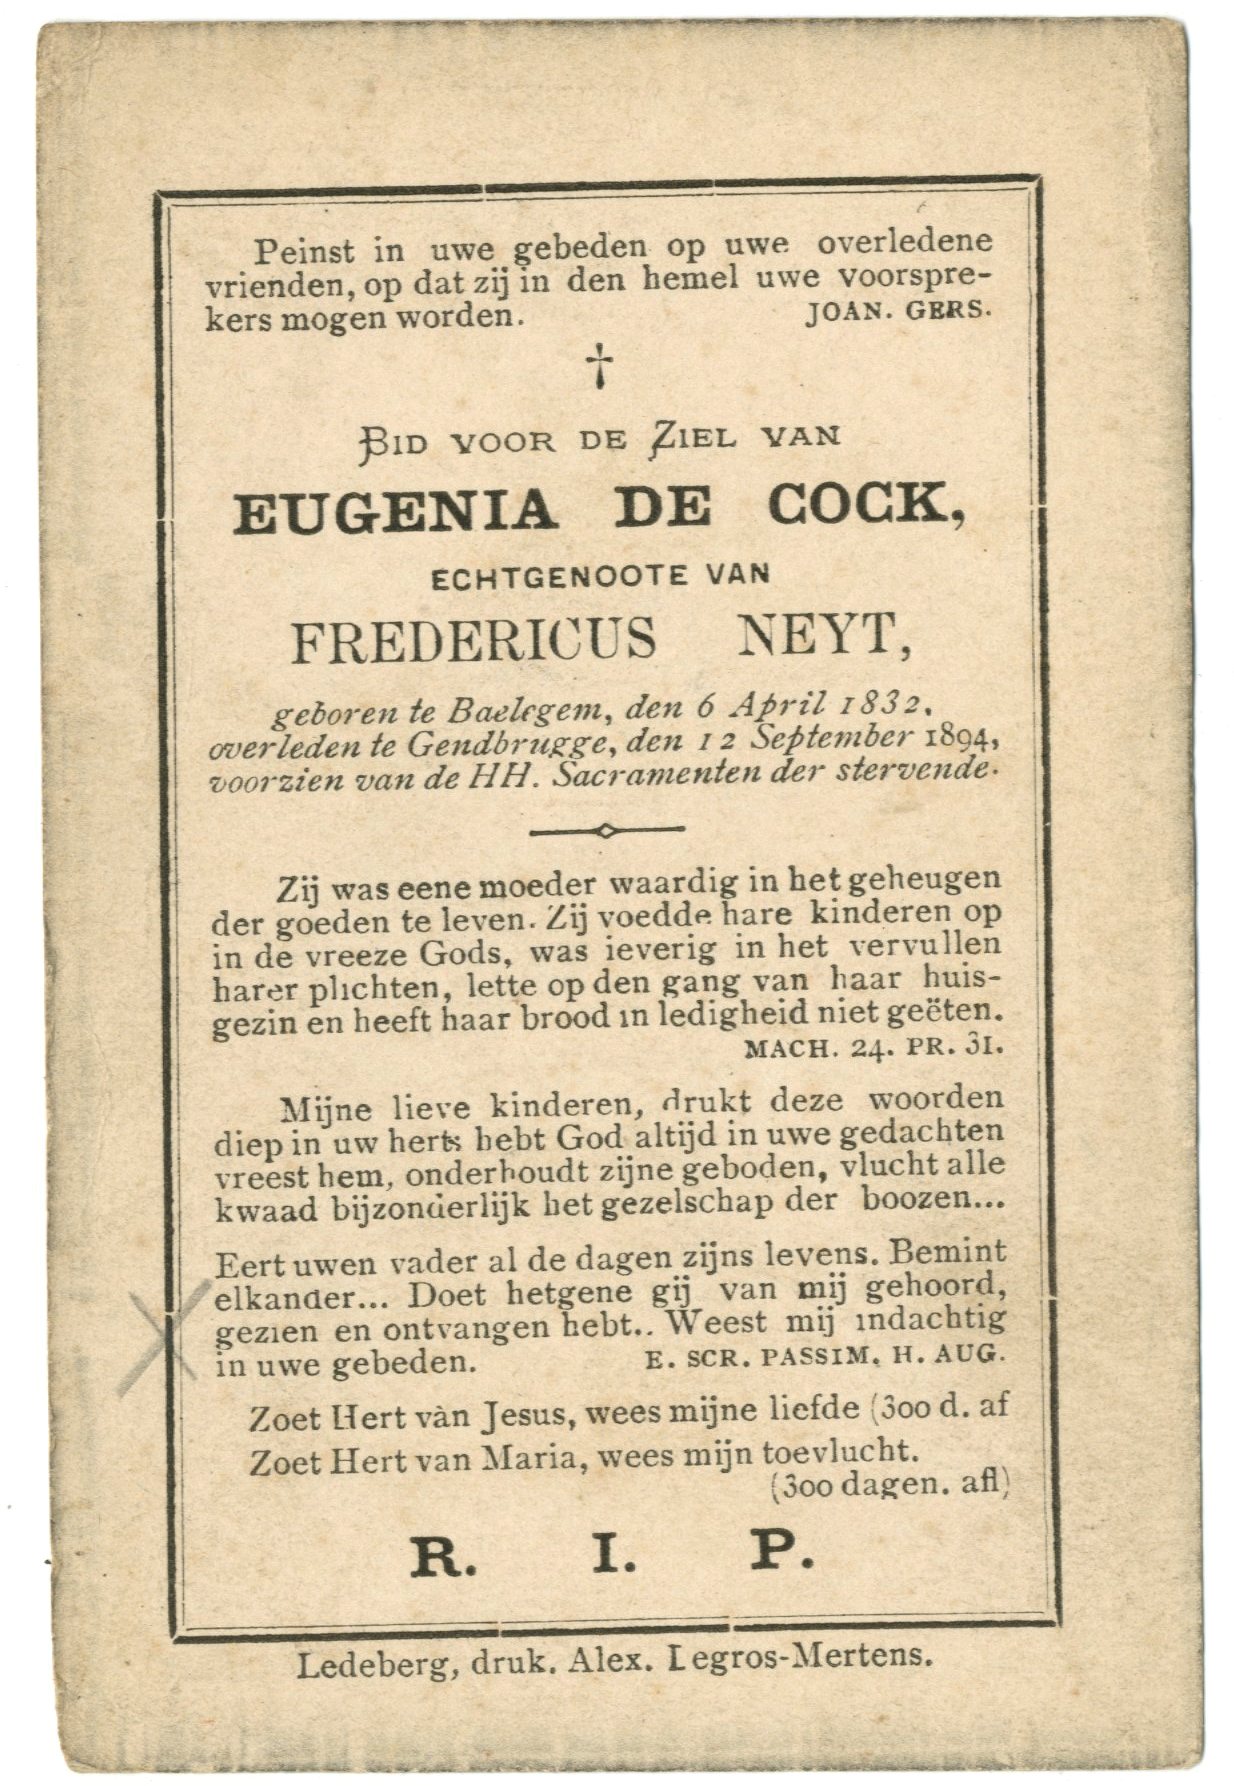 Peinst in uwe gebeden op uwe overledene
vrienden, op dat zij in den hemel uwe voorspre-
kers mogen worden. JOAN. GERS.
†
BID VOOR DE ZIEL VAN
EUGENIA DE COCK,
ECHTGENOOTE VAN
FREDERICUS NEYT,
geboren te Baelegem, den 6 April 1832.
overleden te Gendbrugge, den 12 September 1894,
voorzien van de HH. Sacramenten der stervende.
Zij was eene moeder waardig in het geheugen
der goeden te leven. Zij voedde hare kinderen op
in de vreeze Gods, was ieverig in het vervullen
harer plichten, lette op den gang van haar huis-
gezin en heeft haar brood in ledigheid niet geëten.
MACH. 24. PR. 31.
Mijne lieve kinderen, drukt deze woorden
diep in uw herts hebt God altijd in uwe gedachten
vreest hem, onderhoudt zijne geboden, vlucht alle
kwaad bijzonderlijk het gezelschap der boozen...
Eert uwen vader al de dagen zijns levens. Bemint
elkander... Doet hetgene gij van mij gehoord,
gezien en ontvangen hebt.. Weest mij indachtig
in uwe gebeden. E. SCR. PASSIM. H. AUG.
Zoet Hert vàn Jesus, wees mijne liefde (300 d. af
Zoet Hert van Maria, wees mijn toevlucht.
(300 dagen. afl)
R. I. P.
Ledeberg, druk. Alex. Legros-Mertens.